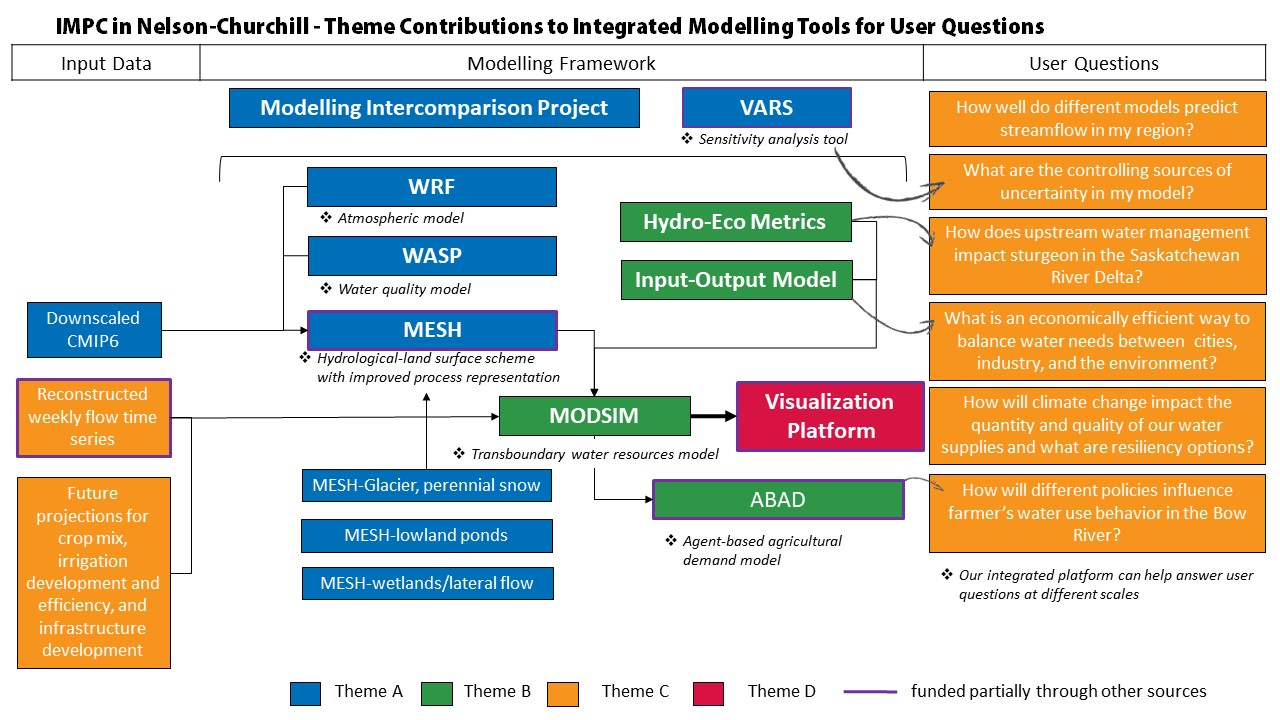 IMPC in Nelson-Churchill - Theme Contributions to Integrated Modelling Tools for User Questions
Input Data
Modelling Framework
User Questions
Modelling Intercomparison Project
VARS
❖ Sensitivity analysis tool
WRF
❖ Atmospheric model
WASP
❖ Water quality model
MESH
❖ Hydrological-land surface scheme
with improved process representation
Hydro-Eco Metrics
Input-Output Model
Downscaled
CMIP6
Reconstructed
weekly flow time
series
Future
projections for
crop mix,
irrigation
development and
efficiency, and
infrastructure
development
MODSIM
❖ Transboundary water resources model
Visualization
Platform
MESH-Glacier, perennial snow
MESH-lowland ponds
MESH-wetlands/lateral flow
ABAD
❖ Agent-based agricultural
demand model
How well do different models predict
streamflow in my region?
What are the controlling sources of
uncertainty in my model?
How does upstream water management
impact sturgeon in the Saskatchewan
River Delta?
What is an economically efficient way to
balance water needs between cities,
industry, and the environment?
How will climate change impact the
quantity and quality of our water
supplies and what are resiliency options?
How will different policies influence
farmer's water use behavior in the Bow
River?
❖ Our integrated platform can help answer user
questions at different scales
Theme A
Theme B
Theme C
Theme D
funded partially through other sources